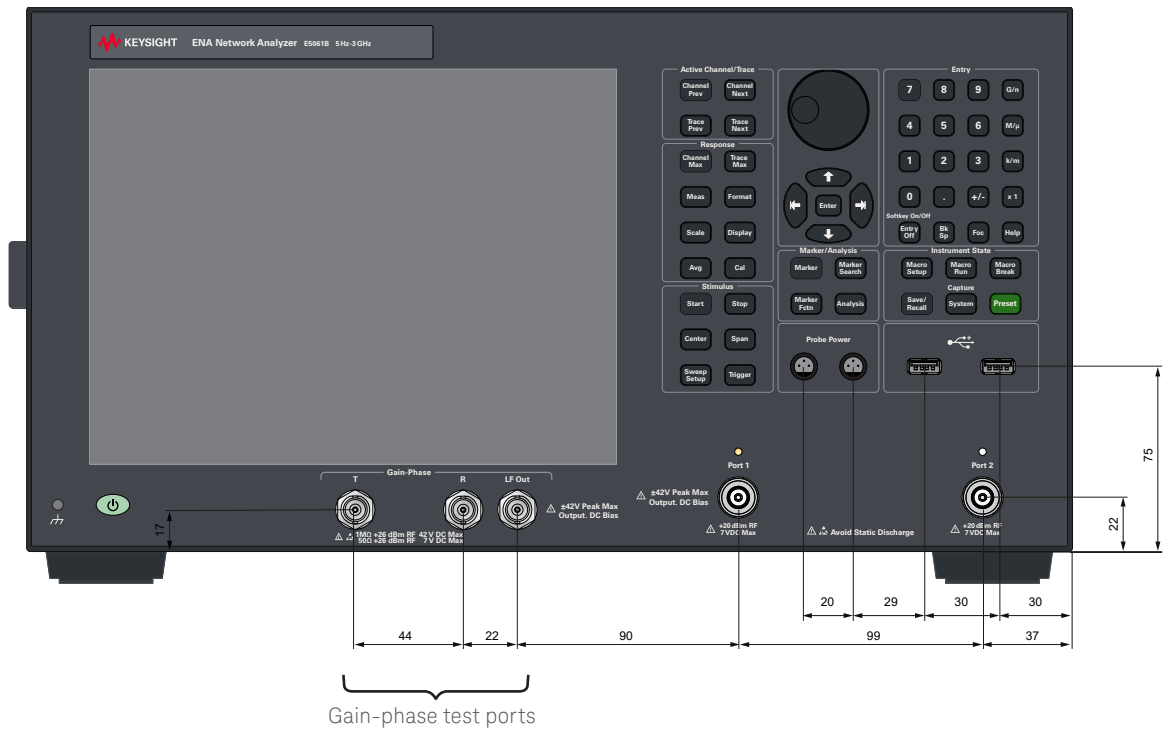 KEYSIGHT ENA Network Analyzer E5061B 5 Hz-3 GHz
Active Channel/Trace
Channel Prev
Channel Next
Trace Prev
Trace Next
Response
Channel Max
Trace Max
Meas
Format
Scale
Display
Avg
Cal
Stimulus
Start
Stop
Center
Span
Sweep Setup
Trigger
Enter
Marker/Analysis
Marker
Marker Search
Marker Fctn
Analysis
Entry
7 8 9 G/n
4 5 6 M/µ
1 2 3 k/m
0 . +/- x 1
Softkey On/Off
Entry Off
Bk Sp
Foc
Help
Instrument State
Macro Setup
Macro Run
Macro Break
Capture
Save/ Recall
System
Preset
Probe Power
Gain-Phase
T
R
LF Out
±42V Peak Max
Output. DC Bias
1MΩ +26 dBm RF 42 V DC Max
50Ω +26 dBm RF 7 V DC Max
Port 1
±42V Peak Max
Output. DC Bias
+20 dBm RF
7VDC Max
Avoid Static Discharge
Port 2
+20 dBm RF
7VDC Max
17
75
22
20 29 30 30
44 22 90 99 37
Gain-phase test ports